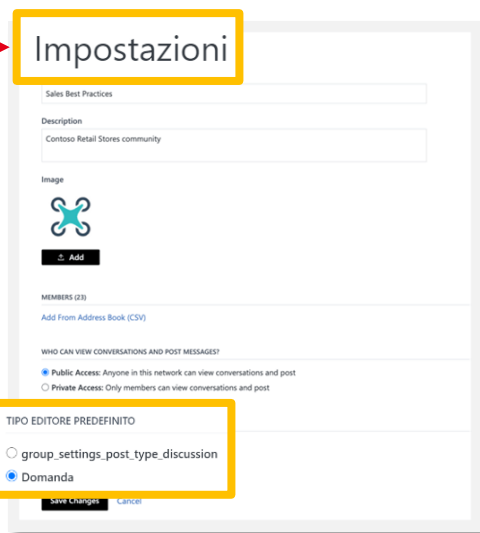 Impostazioni
Sales Best Practices
Description
Contoso Retail Stores community
Image
Add
MEMBERS (23)
Add From Address Book (CSV)
WHO CAN VIEW CONVERSATIONS AND POST MESSAGES?
Public Access: Anyone in this network can view conversations and post
Private Access: Only members can view conversations and post
TIPO EDITORE PREDEFINITO
group_settings_post_type_discussion
Domanda
Save Changes Cancel